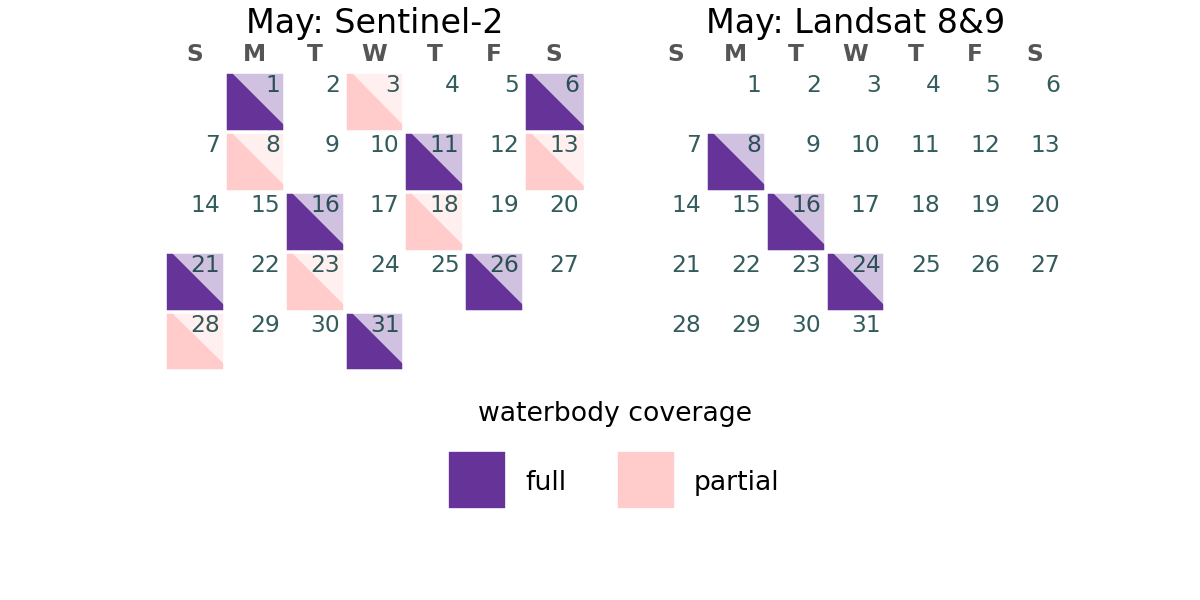 May: Sentinel-2
S M T W T F S
1 2 3 4 5 6
7 8 9 10 11 12 13
14 15 16 17 18 19 20
21 22 23 24 25 26 27
28 29 30 31
May: Landsat 8&9
S M T W T F S
1 2 3 4 5 6
7 8 9 10 11 12 13
14 15 16 17 18 19 20
21 22 23 24 25 26 27
28 29 30 31
waterbody coverage
full partial